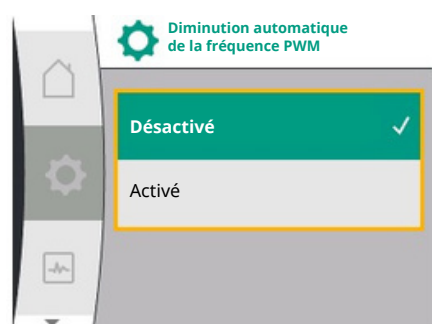 Diminution automatique
de la fréquence PWM
Désactivé
Activé